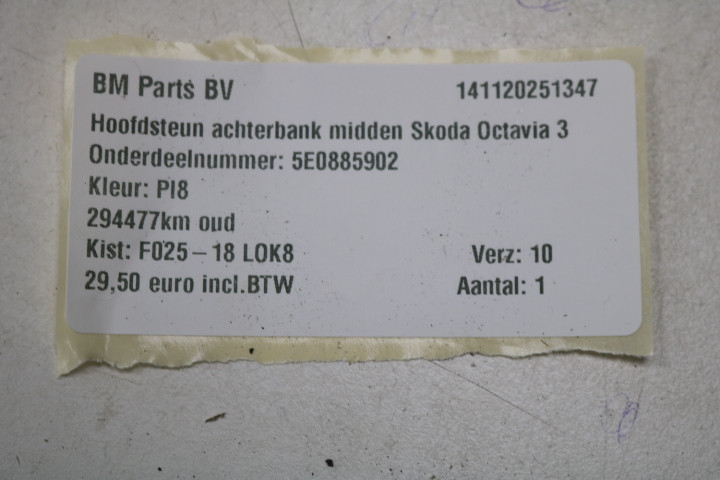 BM Parts BV 141120251347
Hoofdsteun achterbank midden Skoda Octavia 3
Onderdeelnummer: 5E0885902
Kleur: PI8
294477km oud
Kist: F025-18 LOK8 Verz: 10
29,50 euro incl.BTW Aantal: 1